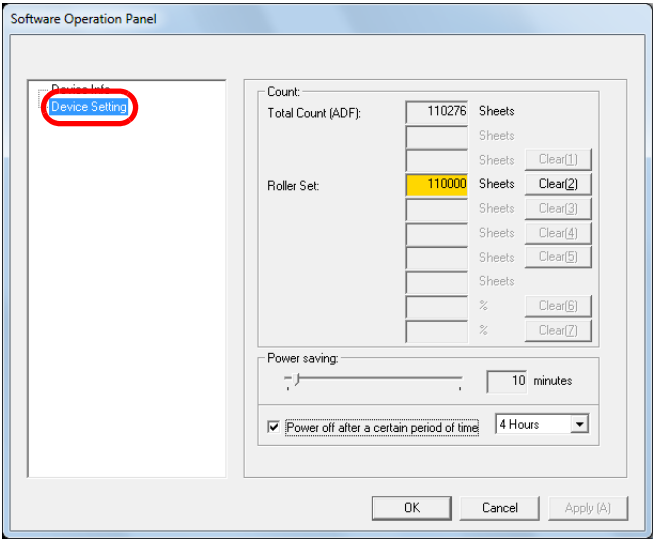 Software Operation Panel
Device Info
Device Setting
Count:
Total Count (ADF): 110276 Sheets
Sheets
Sheets Clear(1)
Roller Set: 110000 Sheets Clear(2)
Sheets Clear(3)
Sheets Clear(4)
Sheets Clear(5)
Sheets
% Clear(6)
% Clear(7)
Power saving:
10 minutes
Power off after a certain period of time 4 Hours
OK Cancel Apply (A)